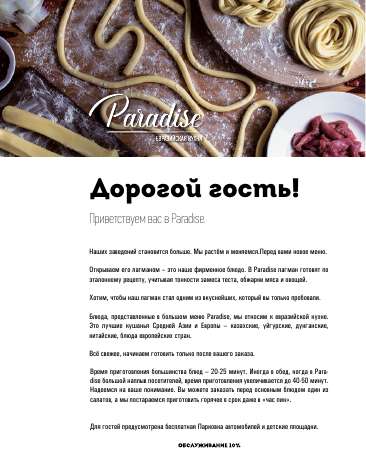 Paradise
ЕВРАЗИЙСКАЯ КУХНЯ
Дорогой гость!
Приветствуем вас в Paradise.
Наших заведений становится больше. Мы растём и меняемся.Перед вами новое меню.
Открываем его лагманом – это наше фирменное блюдо. В Paradise лагман готовят по
эталонному рецепту, учитывая тонкости замеса теста, обжарки мяса и овощей.
Хотим, чтобы наш лагман стал одним из вкуснейших, который вы только пробовали.
Блюда, представленные в большом меню Paradise, мы относим к евразийской кухне.
Это лучшие кушанья Средней Азии и Европы – казахские, уйгурские, дунганские,
китайские, блюда европейских стран.
Всё свежее, начинаем готовить только после вашего заказа.
Время приготовления большинства блюд – 20-25 минут. Иногда в обед, когда в Para-
dise большой наплыв посетителей, время приготовления увеличивается до 40-50 минут.
Надеемся на ваше понимание. Вы можете заказать перед основным блюдом один из
салатов, а мы постараемся приготовить горячее в срок даже в «час пик».
Для гостей предусмотрена бесплатная Парковка автомобилей и детские площадки.
ОБСЛУЖИВАНИЕ 10%